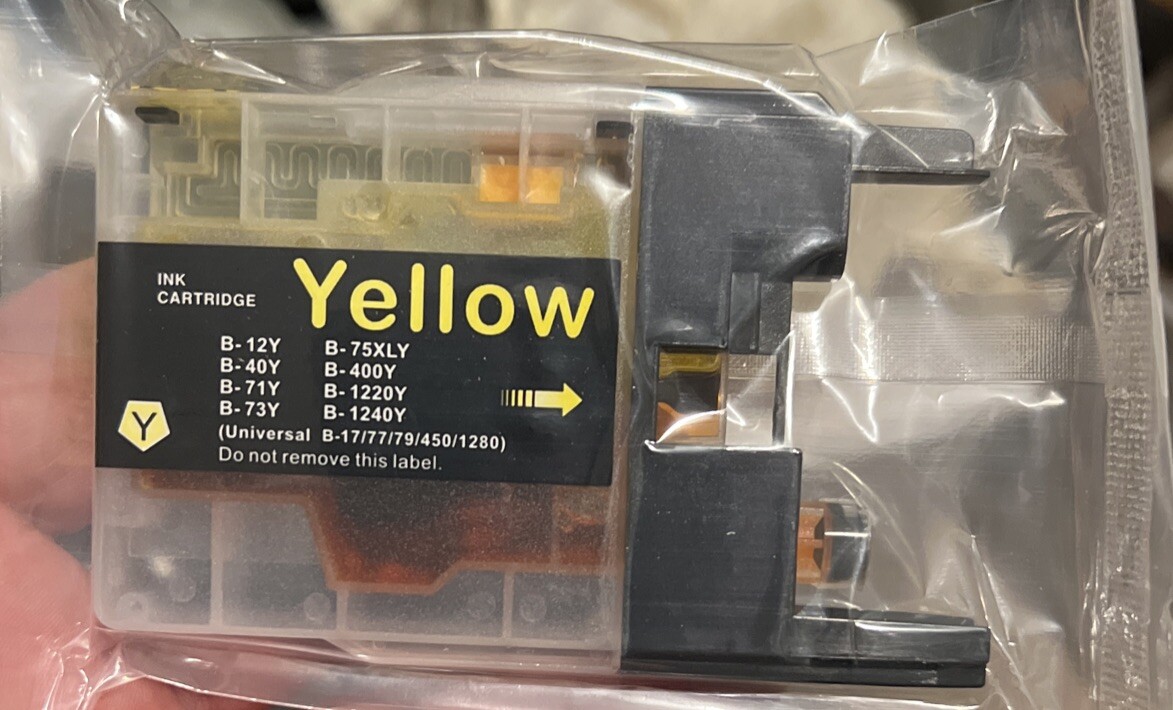 INK
CARTRIDGE
Yellow
B-12Y B-75XLY
B-40Y B-400Y
B-71Y B-1220Y
B-73Y B-1240Y
(Universal B-17/77/79/450/1280)
Do not remove this label.
Y